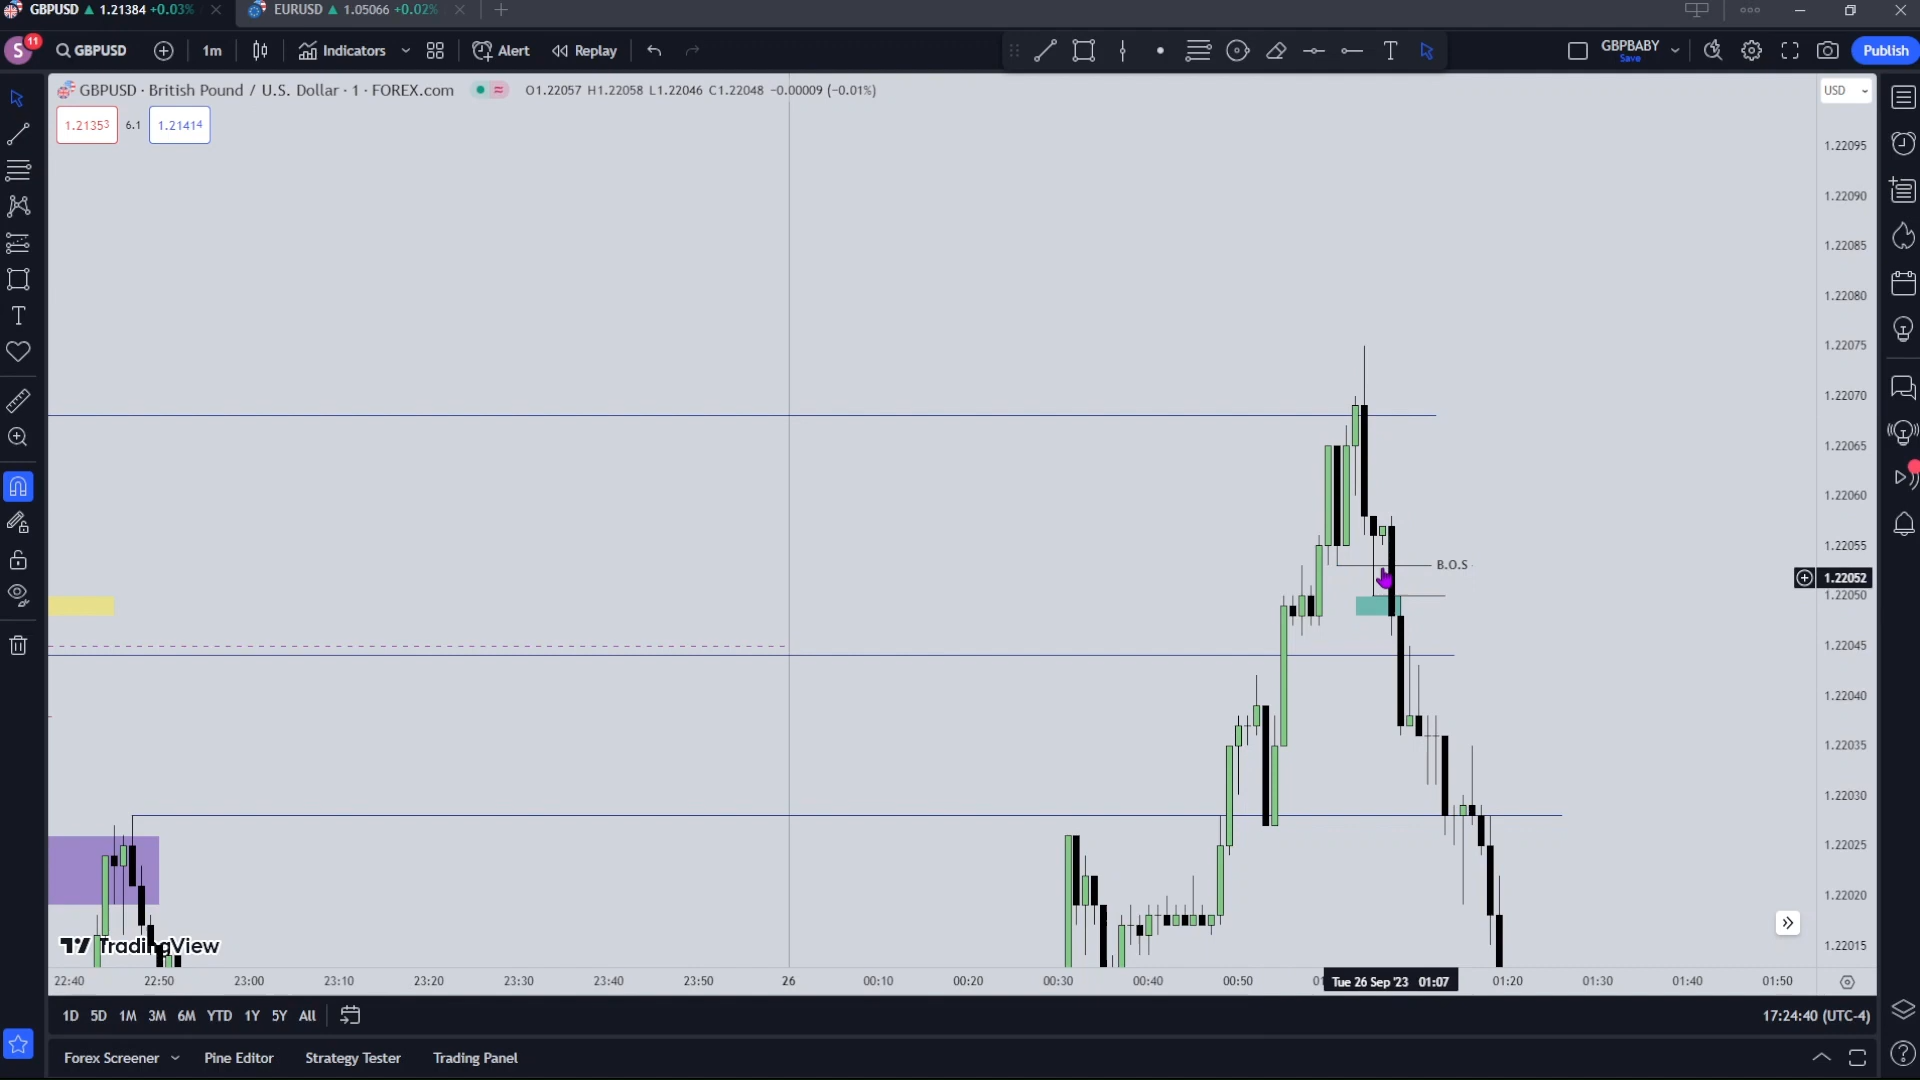 GBPUSD ▲ 1.21384 +0.03%
EURUSD ▲ 1.05066 +0.02%
S 11
GBPUSD
1m
Indicators
Alert
Replay
GBPBABY
Save
Publish
GBPUSD · British Pound / U.S. Dollar · 1 · FOREX.com
O1.22057 H1.22058 L1.22046 C1.22048 −0.00009 (−0.01%)
USD
1.21353 6.1 1.21414
1.22095
1.22090
1.22085
1.22080
1.22075
1.22070
1.22065
1.22060
1.22055
B.O.S
1.22052
1.22050
1.22045
1.22040
1.22035
1.22030
1.22025
1.22020
1.22015
TradingView
22:40 22:50 23:00 23:10 23:20 23:30 23:40 23:50 26 00:10 00:20 00:30 00:40 00:50 Tue 26 Sep '23 01:07 01:20 01:30 01:40 01:50
1D 5D 1M 3M 6M YTD 1Y 5Y All
17:24:40 (UTC-4)
Forex Screener Pine Editor Strategy Tester Trading Panel